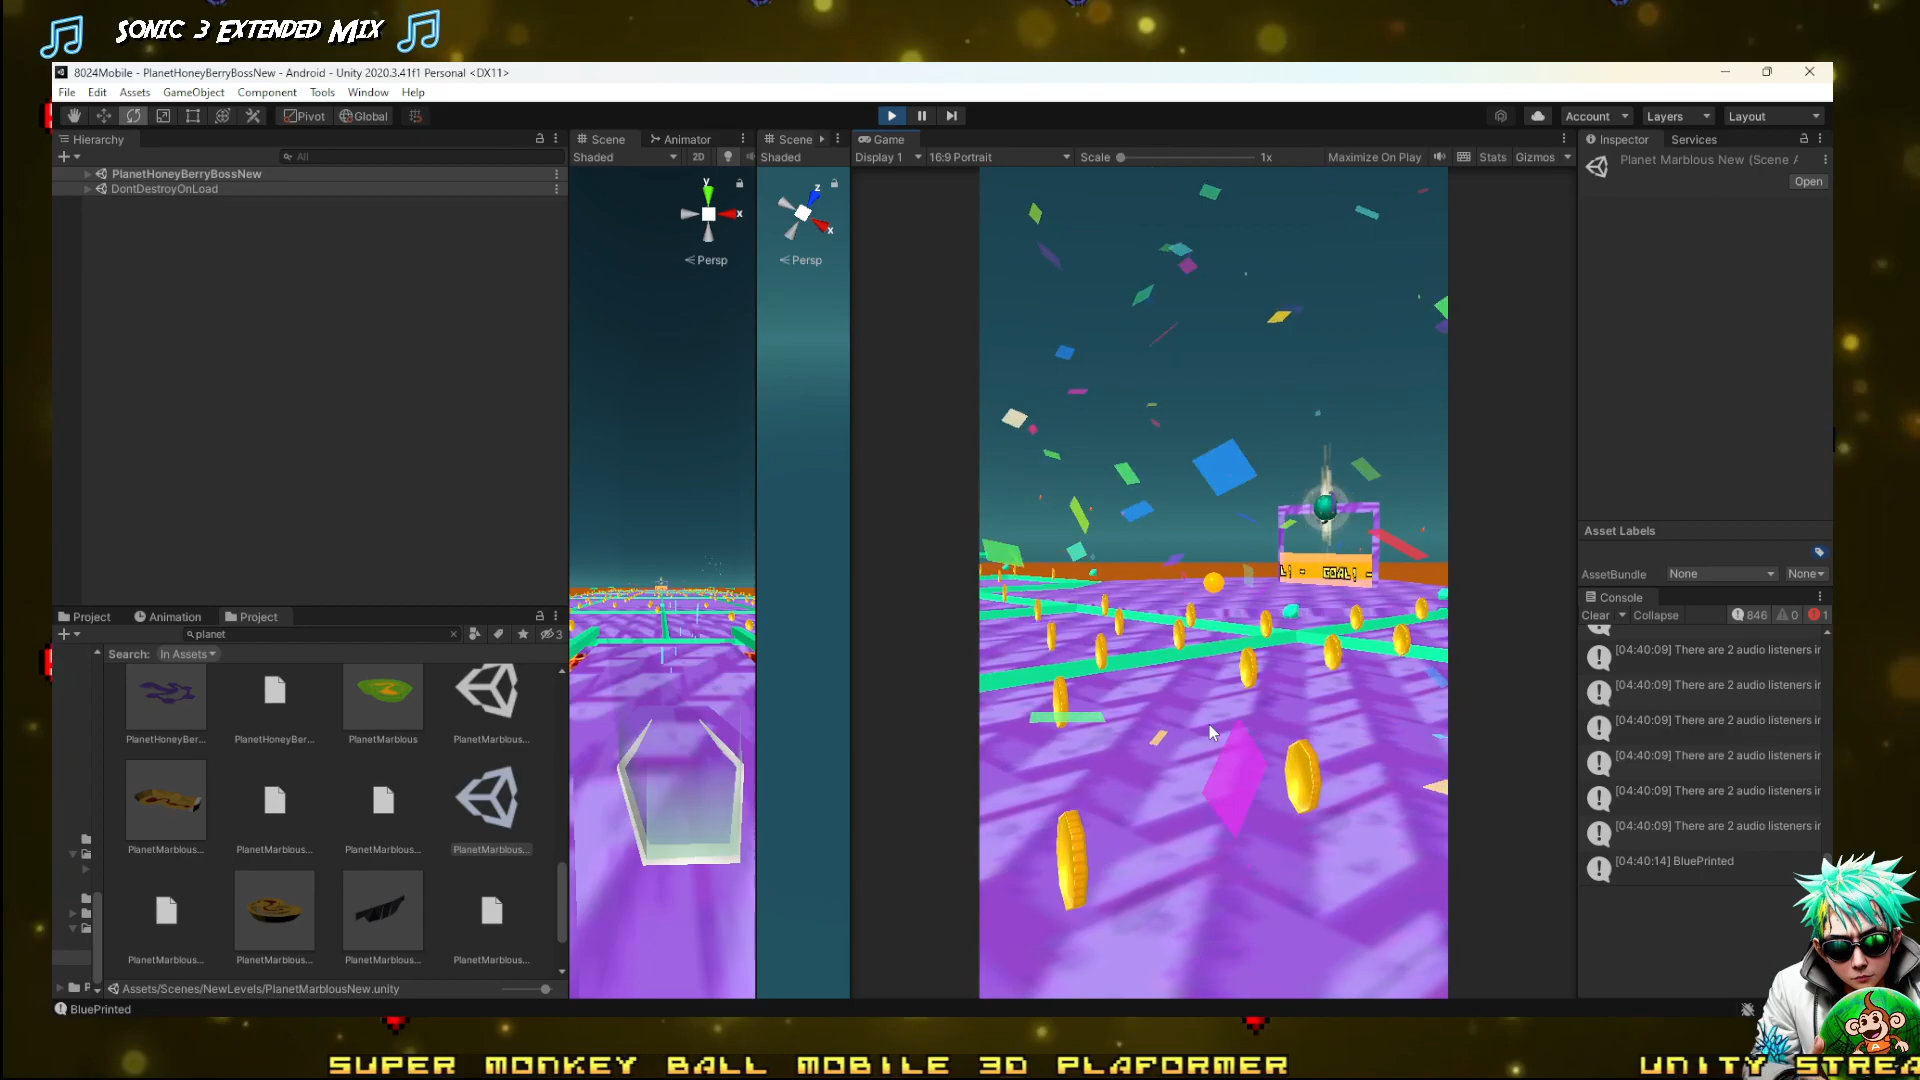 SONIC 3 EXTENDED MIX
8024Mobile - PlanetHoneyBerryBossNew - Android - Unity 2020.3.41f1 Personal <DX11>
File Edit Assets GameObject Component Tools Window Help
Pivot Global Account Layers Layout
Hierarchy Scene Animator Scene Game Inspector Services
All Shaded 2D Shaded Display 1 16:9 Portrait Scale 1x Maximize On Play Stats Gizmos
Planet Marblous New (Scene A
Open
PlanetHoneyBerryBossNew
DontDestroyOnLoad
y x z x
Persp Persp
GOAL! -
Asset Labels
AssetBundle None None
Console
Clear Collapse 846 0 1
[04:40:09] There are 2 audio listeners in
[04:40:09] There are 2 audio listeners in
[04:40:09] There are 2 audio listeners in
[04:40:09] There are 2 audio listeners in
[04:40:09] There are 2 audio listeners in
[04:40:09] There are 2 audio listeners in
[04:40:14] BluePrinted
Project Animation Project
planet 3
Search: In Assets
PlanetHoneyBer... PlanetHoneyBer... PlanetMarblous PlanetMarblous...
PlanetMarblous... PlanetMarblous... PlanetMarblous... PlanetMarblous...
PlanetMarblous... PlanetMarblous... PlanetMarblous... PlanetMarblous...
P Assets/Scenes/NewLevels/PlanetMarblousNew.unity
BluePrinted
SUPER MONKEY BALL MOBILE 3D PLAFORMER UNITY STREA